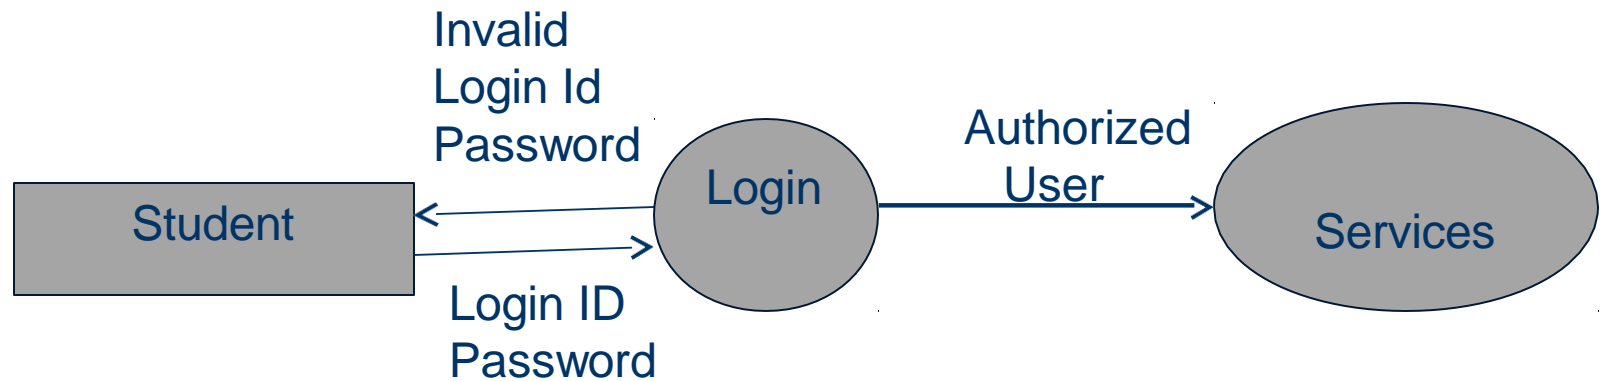 Invalid
Login Id
Password
Authorized
User
Login
Student
Services
Login ID
Password